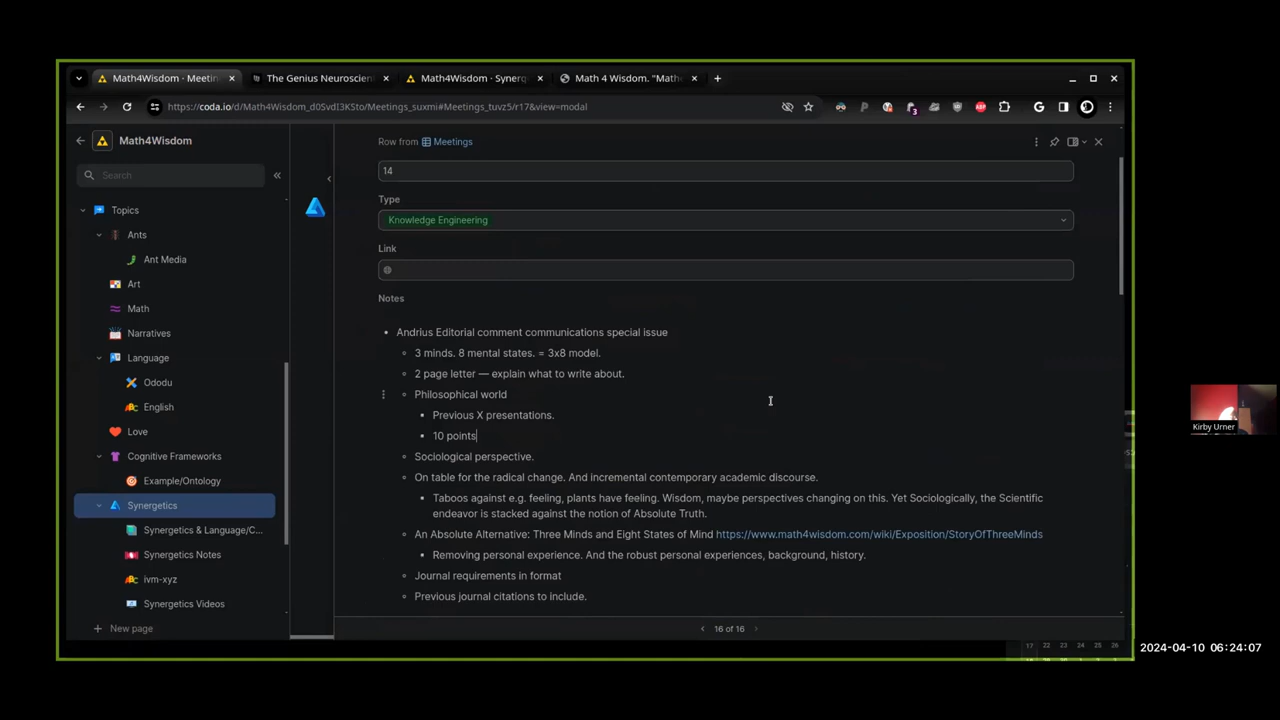 Math4Wisdom · Meetin
The Genius Neuroscien
Math4Wisdom · Synerg
Math 4 Wisdom. "Mathe
https://coda.io/d/Math4Wisdom_d0SvdI3KSto/Meetings_suxmi#Meetings_tuvz5/r17&view=modal
Math4Wisdom
Search
Topics
Ants
Ant Media
Art
Math
Narratives
Language
Ododu
English
Love
Cognitive Frameworks
Example/Ontology
Synergetics
Synergetics & Language/C...
Synergetics Notes
ivm-xyz
Synergetics Videos
New page
Row from Meetings
14
Type
Knowledge Engineering
Link
Notes
Andrius Editorial comment communications special issue
3 minds. 8 mental states. = 3x8 model.
2 page letter — explain what to write about.
Philosophical world
Previous X presentations.
10 points
Sociological perspective.
On table for the radical change. And incremental contemporary academic discourse.
Taboos against e.g. feeling, plants have feeling. Wisdom, maybe perspectives changing on this. Yet Sociologically, the Scientific
endeavor is stacked against the notion of Absolute Truth.
An Absolute Alternative: Three Minds and Eight States of Mind https://www.math4wisdom.com/wiki/Exposition/StoryOfThreeMinds
Removing personal experience. And the robust personal experiences, background, history.
Journal requirements in format
Previous journal citations to include.
16 of 16
Kirby Urner
17 22 23 24 25 26
2024-04-10 06:24:07